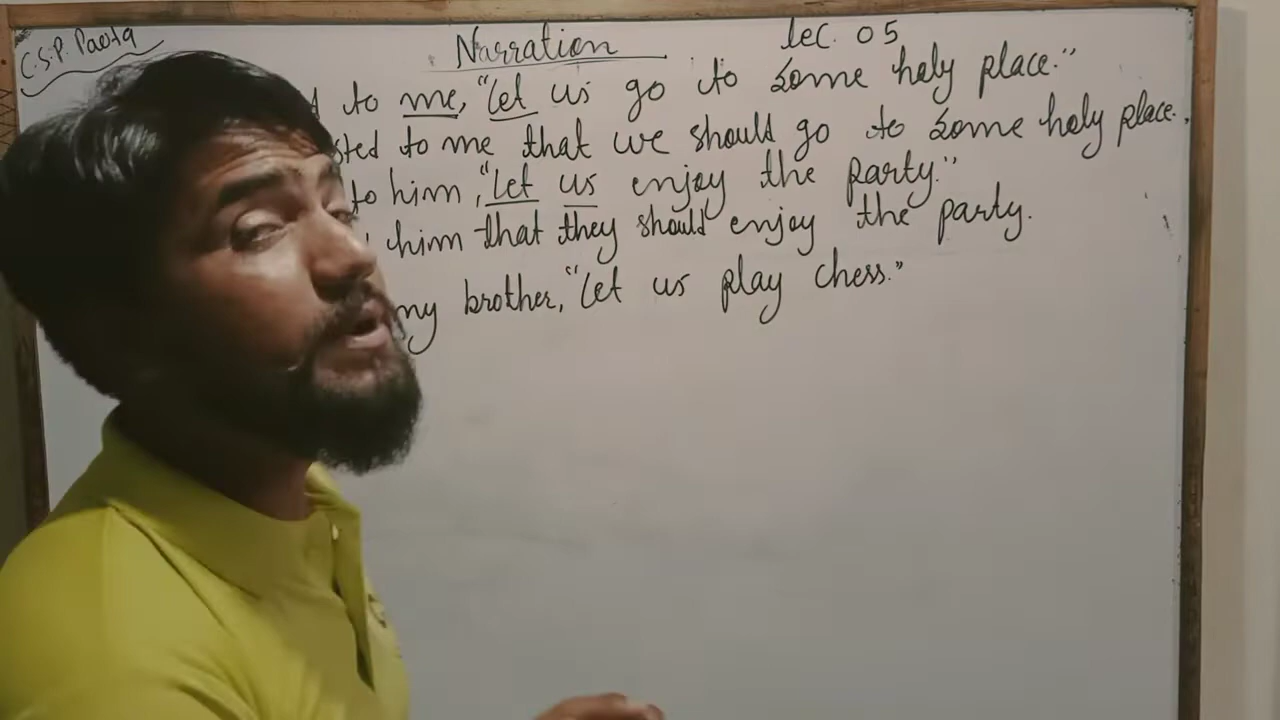 C.S.P. Paota
Narration
Lec. 05
to me, "Let us go to some holy place."
sted to me that we should go to some holy place.
to him, "Let us enjoy the party."
him that they should enjoy the party.
my brother, "Let us play chess."